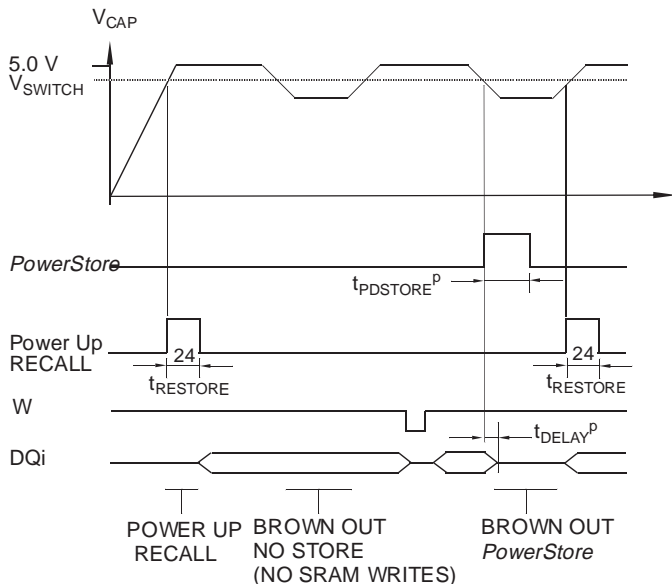 VCAP
5.0 V
VSWITCH
PowerStore
tPDSTOREp
Power Up
RECALL
24
24
tRESTORE
tRESTORE
W
tDELAYp
DQi
POWER UP
RECALL
BROWN OUT
NO STORE
(NO SRAM WRITES)
BROWN OUT
PowerStore